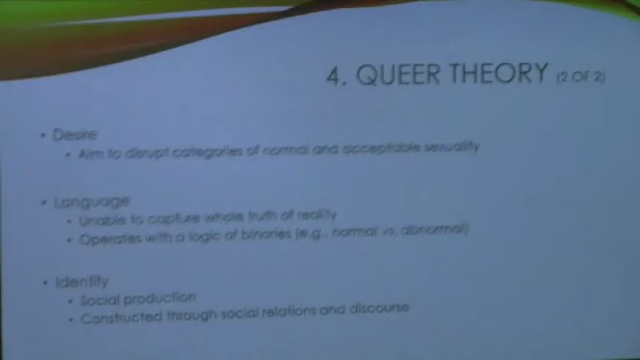 4. QUEER THEORY (2 OF 2)
• Desire
• Aim to disrupt categories of normal and acceptable sexuality
• Language
• Unable to capture whole truth of reality
• Operates with a logic of binaries (e.g., normal vs. abnormal)
• Identity
• Social production
• Constructed through social relations and discourse